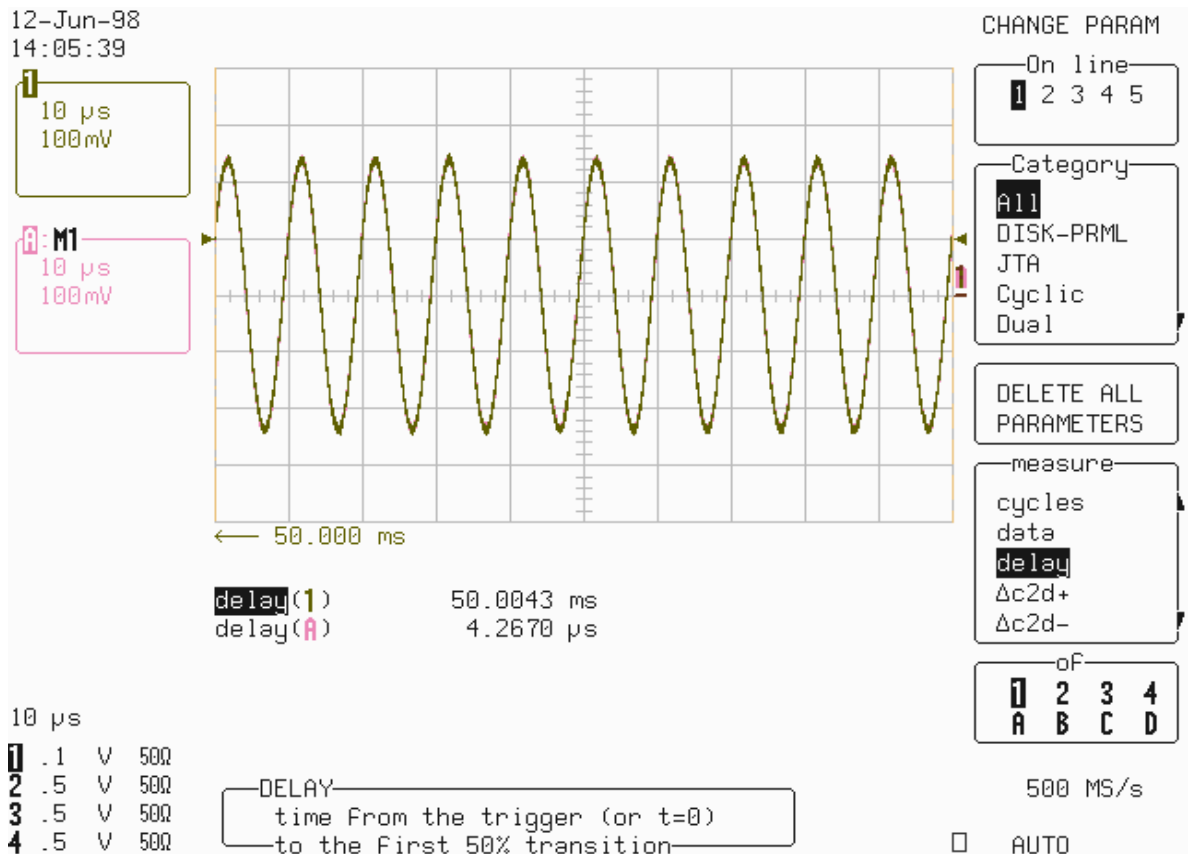 12-Jun-98
14:05:39
CHANGE PARAM
1
10 µs
100mV
A:M1
10 µs
100mV
On line
1 2 3 4 5
Category
All
DISK-PRML
JTA
Cyclic
Dual
1
DELETE ALL
PARAMETERS
measure
cycles
data
delay
Δc2d+
Δc2d-
← 50.000 ms
delay(1) 50.0043 ms
delay(A) 4.2670 µs
of
1 2 3 4
A B C D
10 µs
1 .1 V 50Ω
2 .5 V 50Ω
3 .5 V 50Ω
4 .5 V 50Ω
DELAY
time from the trigger (or t=0)
to the first 50% transition
500 MS/s
AUTO